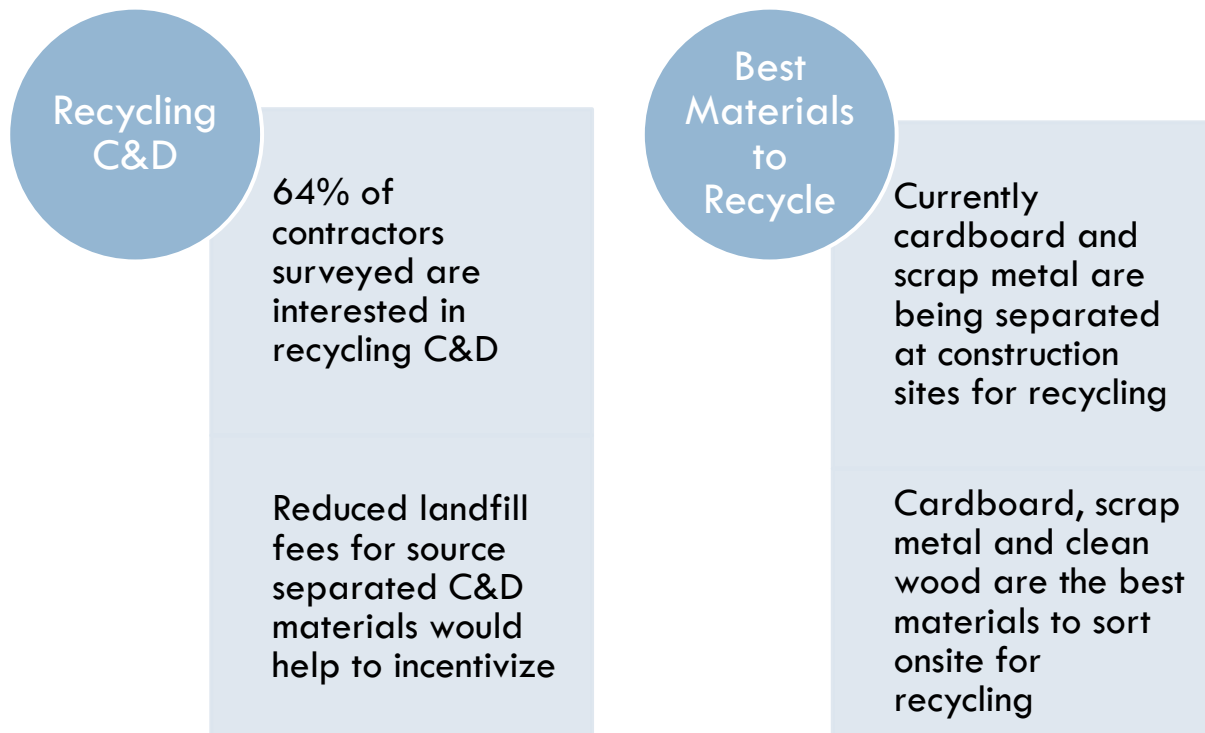 Recycling
C&D
64% of
contractors
surveyed are
interested in
recycling C&D
Reduced landfill
fees for source
separated C&D
materials would
help to incentivize
Best
Materials
to
Recycle
Currently
cardboard and
scrap metal are
being separated
at construction
sites for recycling
Cardboard, scrap
metal and clean
wood are the best
materials to sort
onsite for
recycling